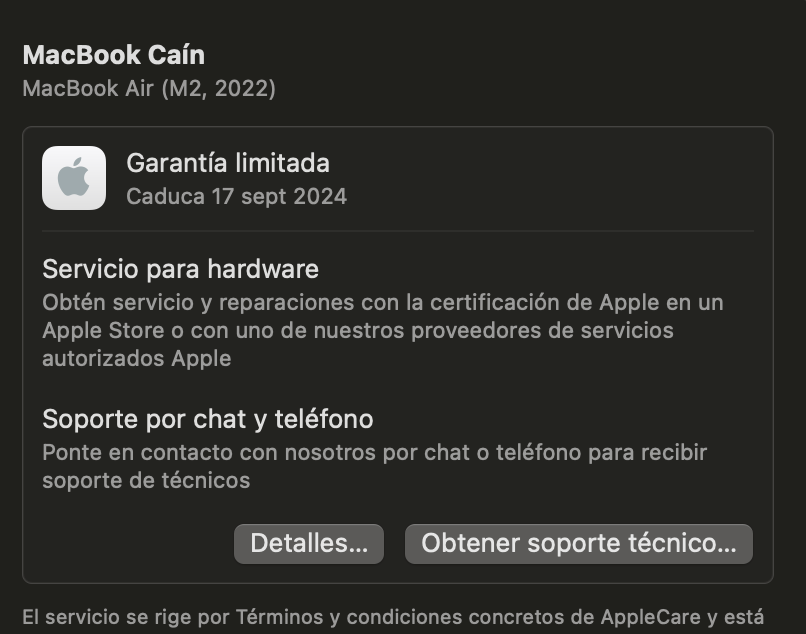 MacBook Caín
MacBook Air (M2, 2022)
Garantía limitada
Caduca 17 sept 2024
Servicio para hardware
Obtén servicio y reparaciones con la certificación de Apple en un
Apple Store o con uno de nuestros proveedores de servicios
autorizados Apple
Soporte por chat y teléfono
Ponte en contacto con nosotros por chat o teléfono para recibir
soporte de técnicos
Detalles...
Obtener soporte técnico...
El servicio se rige por Términos y condiciones concretos de AppleCare y está